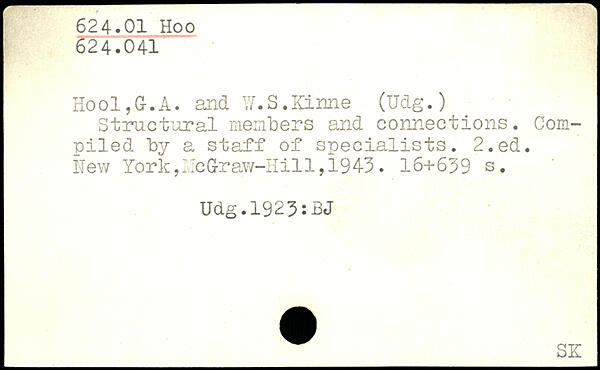 624.01 Hoo
624.041
Hool,G.A. and W.S.Kinne (Udg.)
Structural members and connections. Com-
piled by a staff of specialists. 2.ed.
New York,McGraw-Hill,1943. 16+639 s.
Udg.1923:BJ
SK